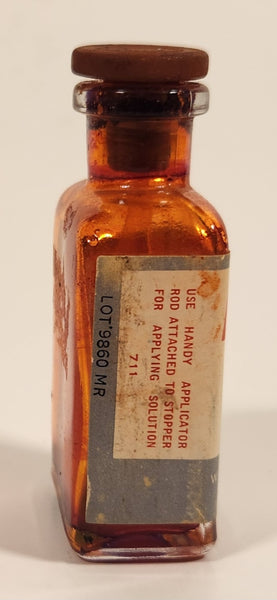 USE HANDY APPLICATOR
ROD ATTACHED TO STOPPER
FOR APPLYING SOLUTION
711
LOT 9860 MR